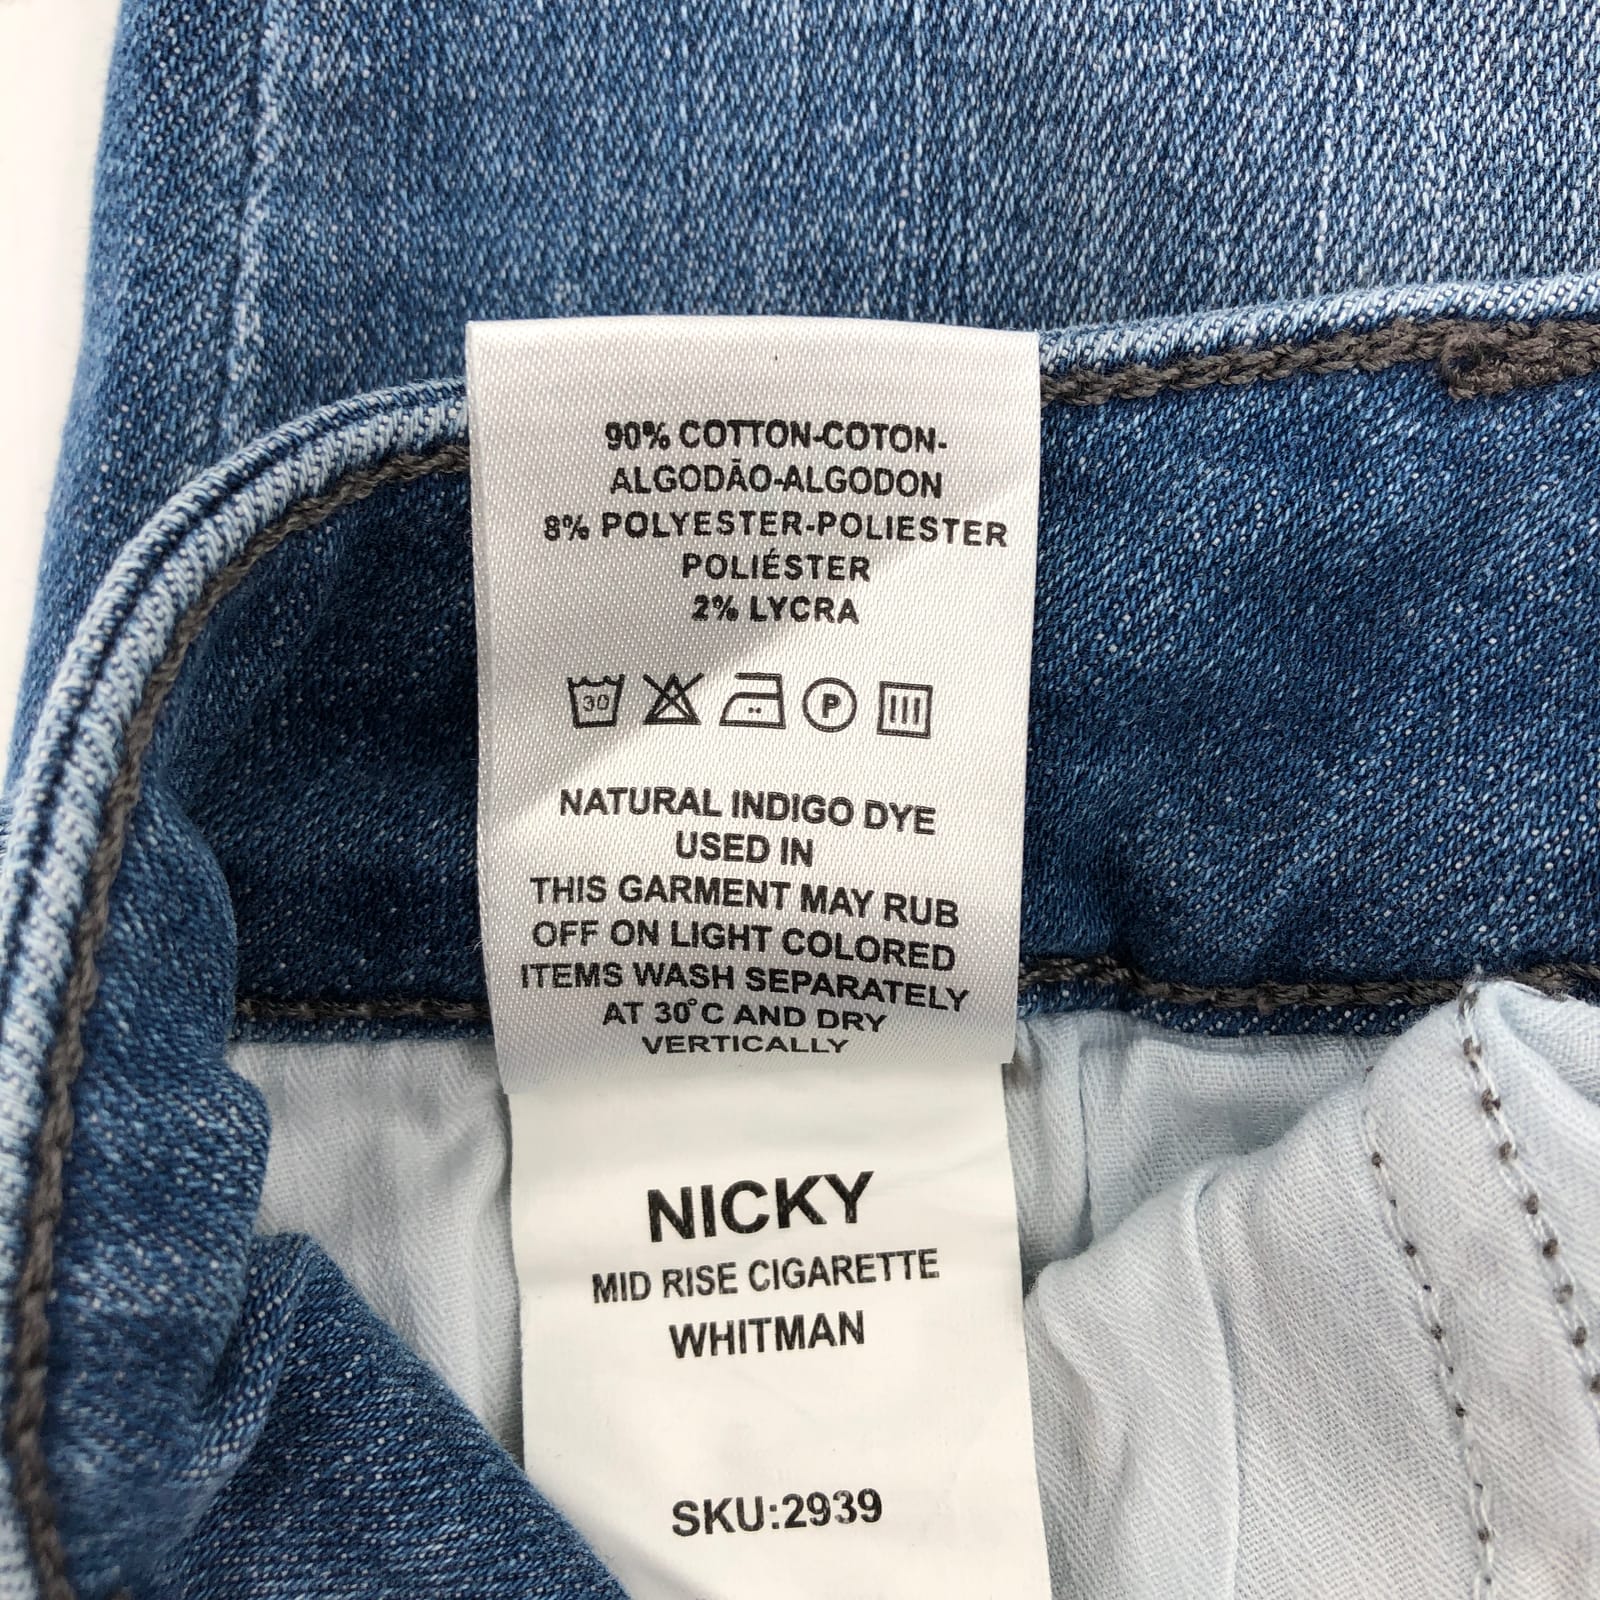 90% COTTON-COTON-
ALGODÃO-ALGODON
8% POLYESTER-POLIESTER
POLIÉSTER
2% LYCRA
30 P
NATURAL INDIGO DYE
USED IN
THIS GARMENT MAY RUB
OFF ON LIGHT COLORED
ITEMS WASH SEPARATELY
AT 30°C AND DRY
VERTICALLY
NICKY
MID RISE CIGARETTE
WHITMAN
SKU:2939